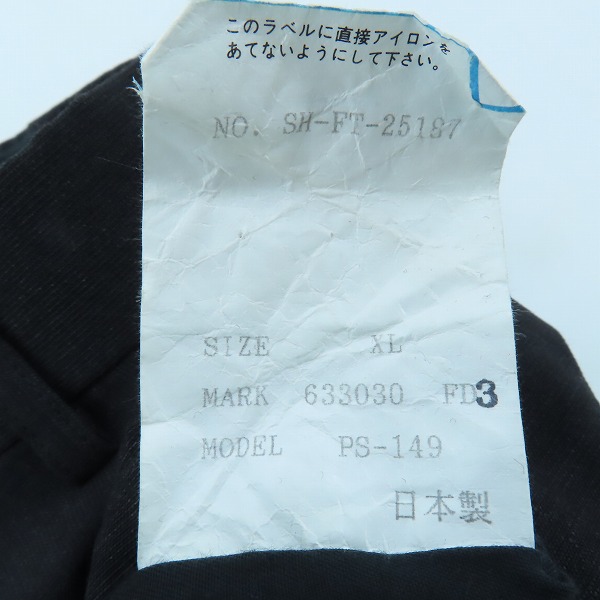 このラベルに直接アイロンを
あてないようにして下さい。
NO. SH-FT-25187
SIZE XL
MARK 633030 FD3
MODEL PS-149
日本製